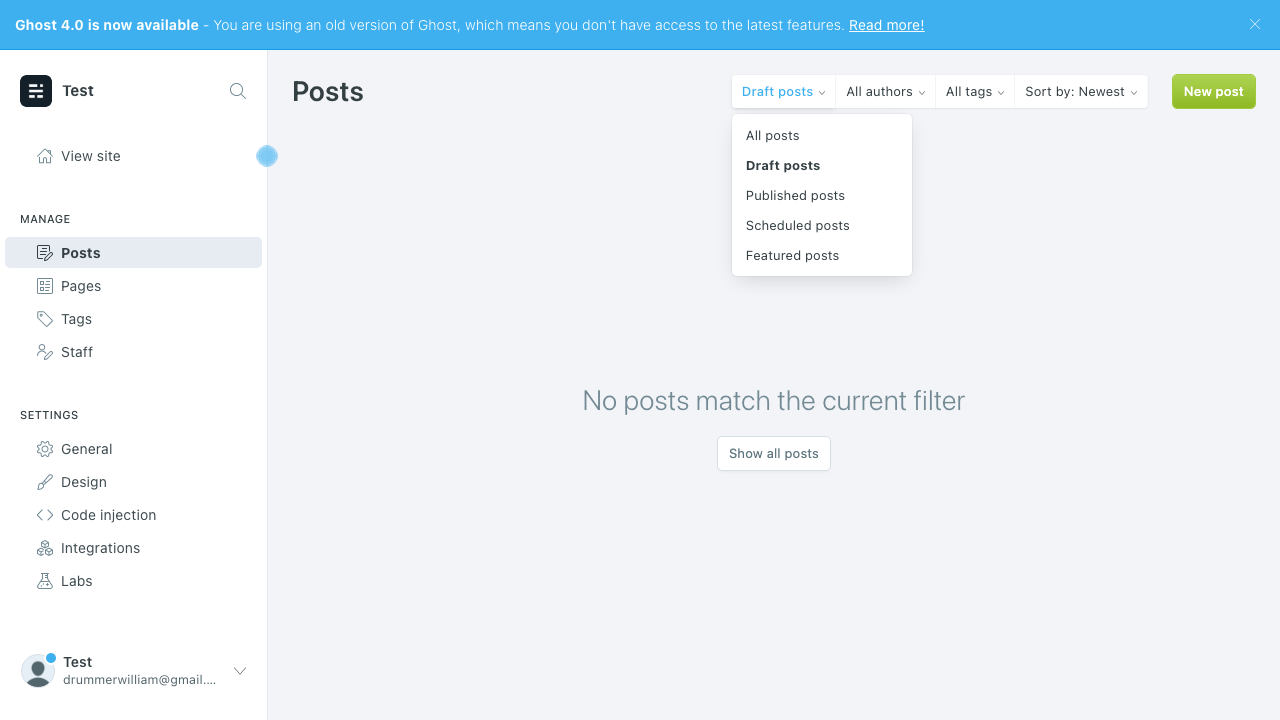 Ghost 4.0 is now available - You are using an old version of Ghost, which means you don't have access to the latest features. Read more!
Test
View site
MANAGE
Posts
Pages
Tags
Staff
SETTINGS
General
Design
Code injection
Integrations
Labs
Test
drummerwilliam@gmail....
Posts
Draft posts
All authors
All tags
Sort by: Newest
New post
All posts
Draft posts
Published posts
Scheduled posts
Featured posts
No posts match the current filter
Show all posts